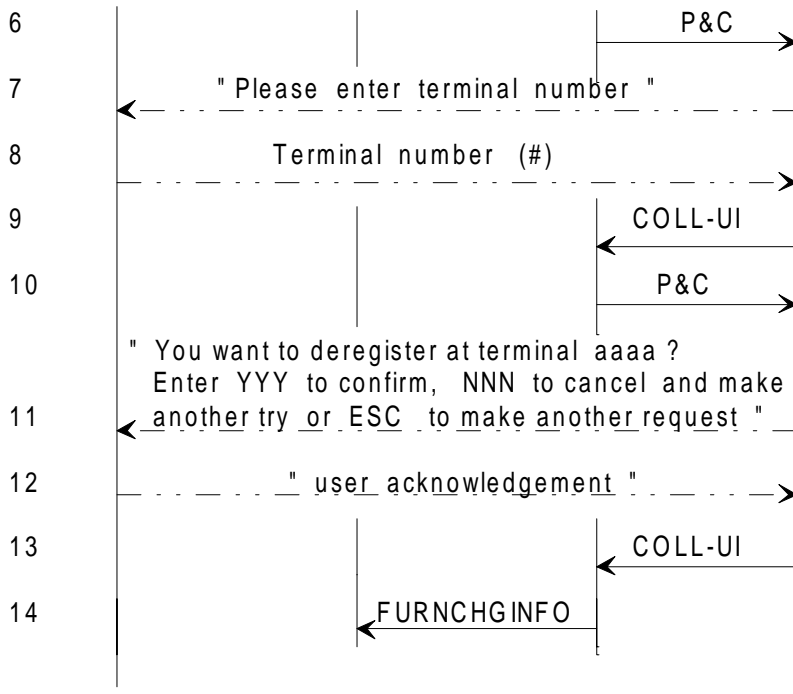 6 P&C
7 " Please enter terminal number "
8 Terminal number (#)
9 COLL-UI
10 P&C
" You want to deregister at terminal aaaa ?
Enter YYY to confirm, NNN to cancel and make
11 another try or ESC to make another request "
12 " user acknowledgement "
13 COLL-UI
14 FURNCHGINFO